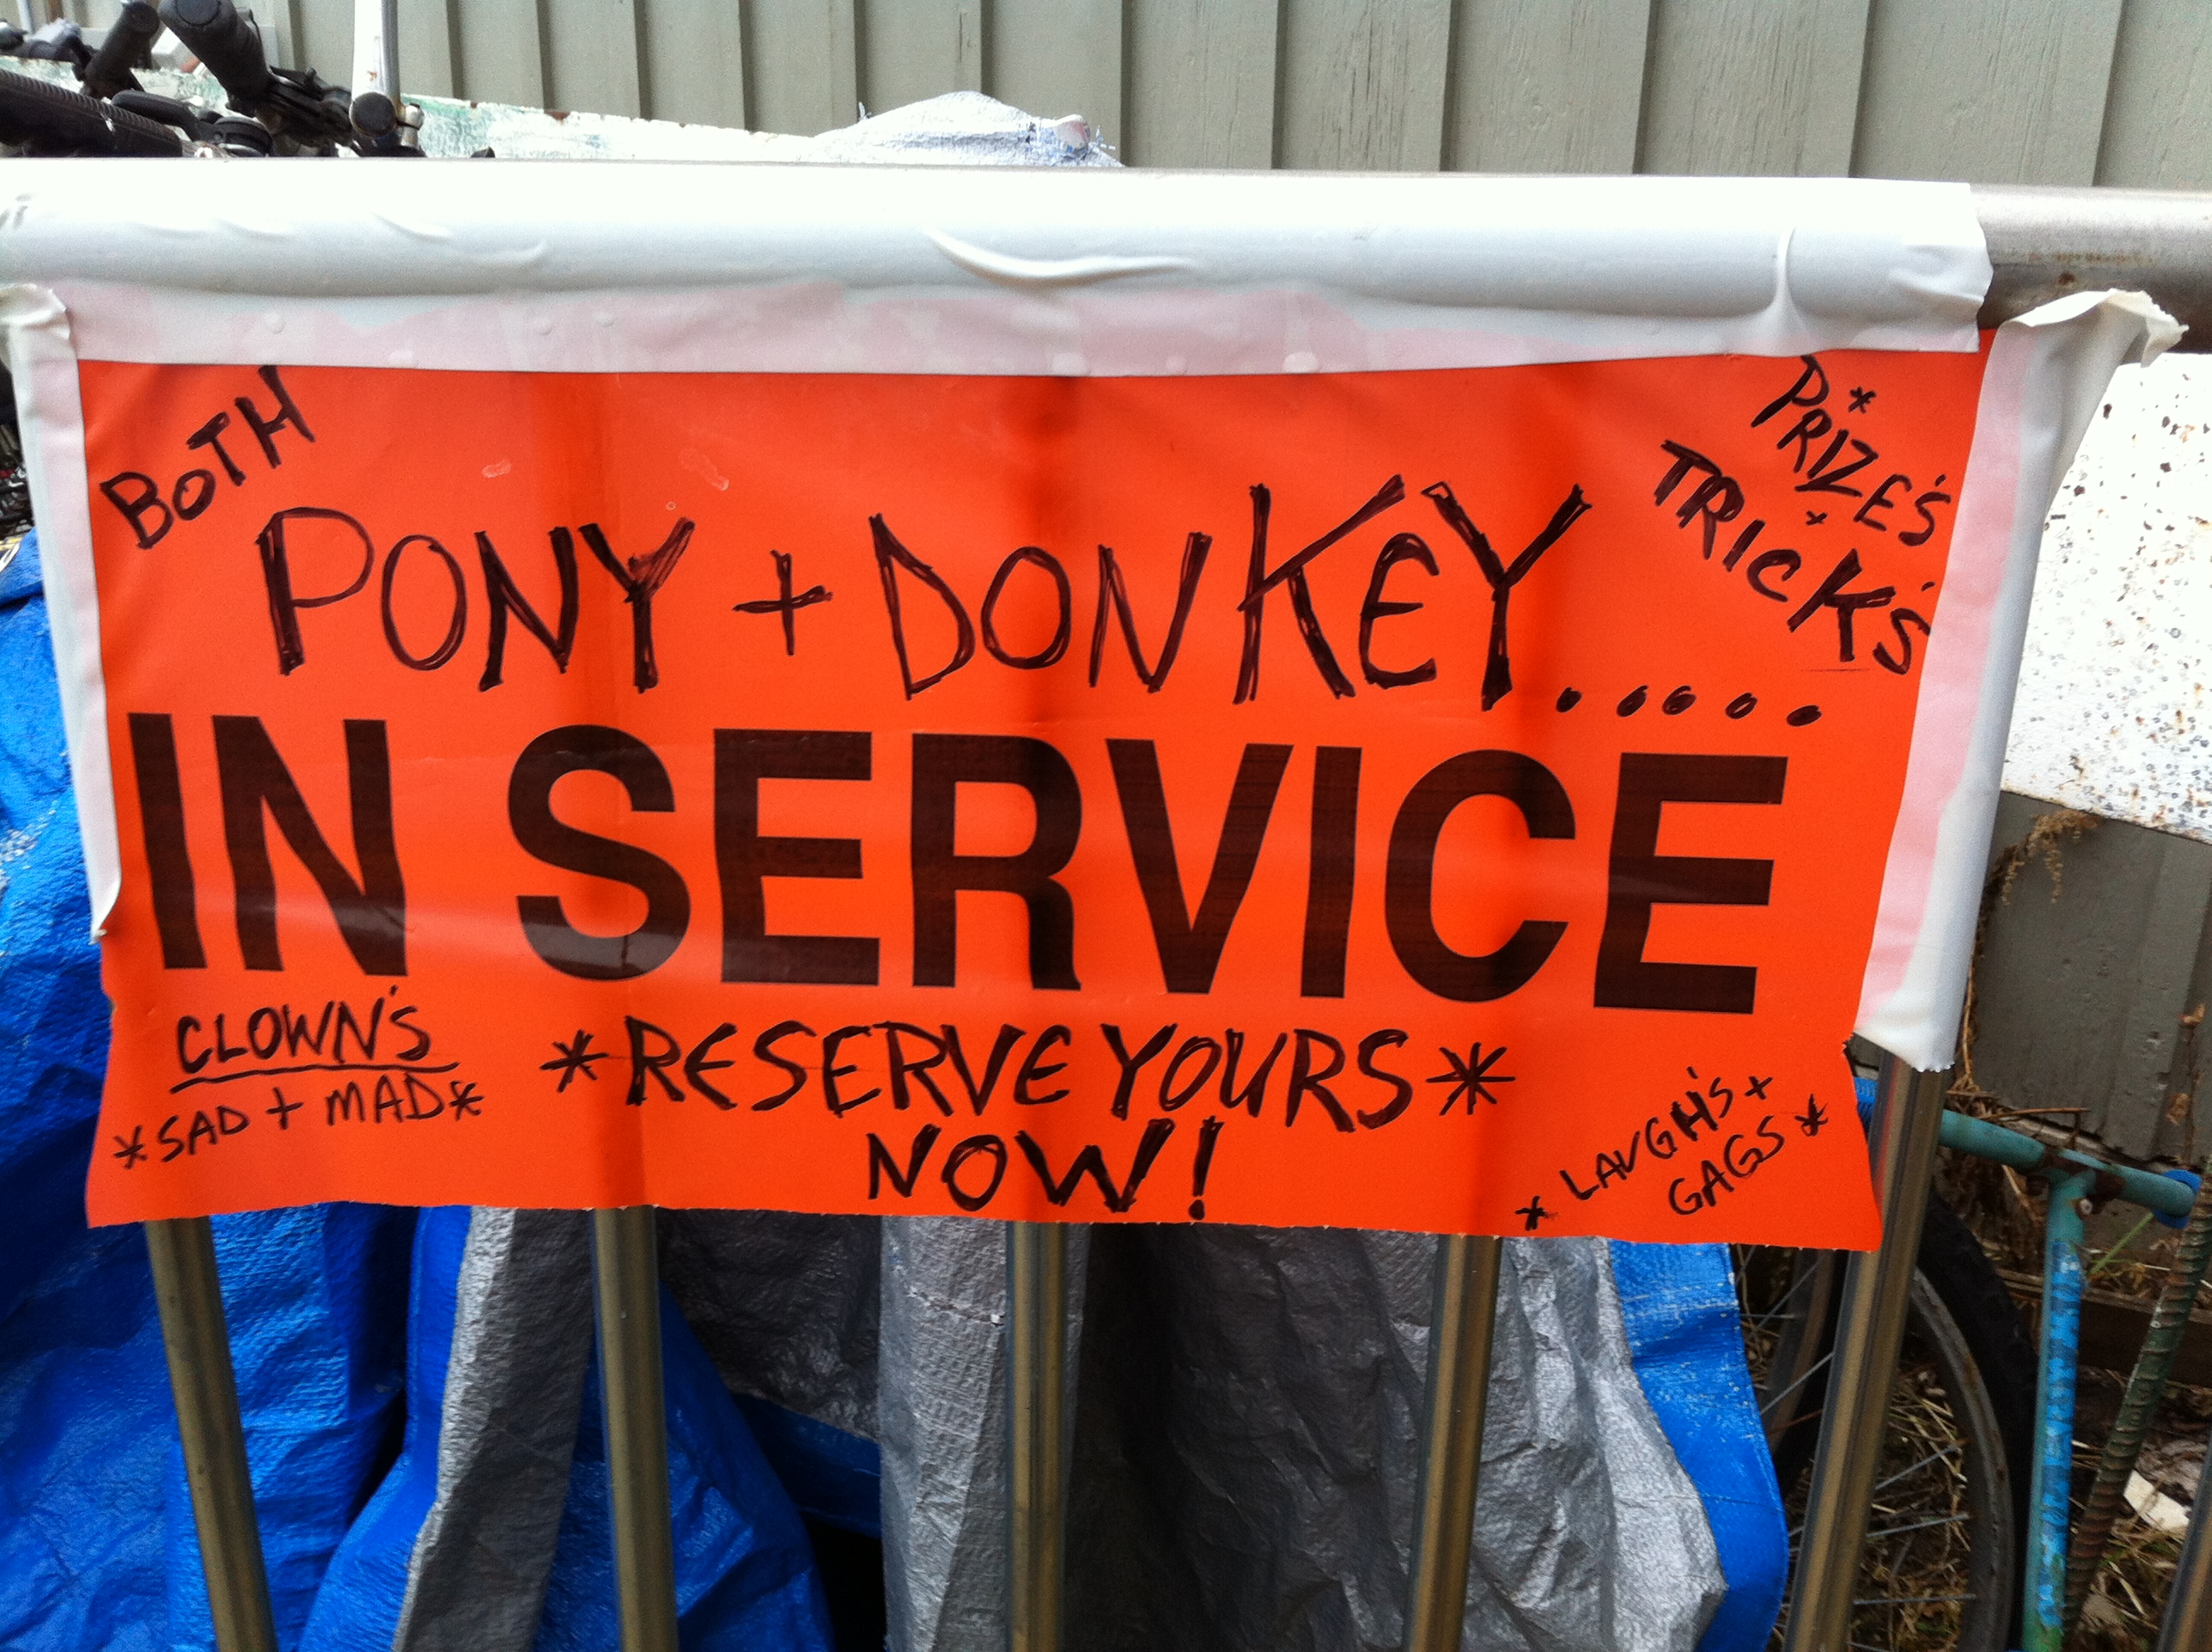 BOTH
PRIZE'S
+
TRICK'S
PONY + DONKEY.....
IN SERVICE
CLOWN'S
*SAD + MAD*
*RESERVE YOURS*
NOW!
* LAUGH'S +
GAGS *